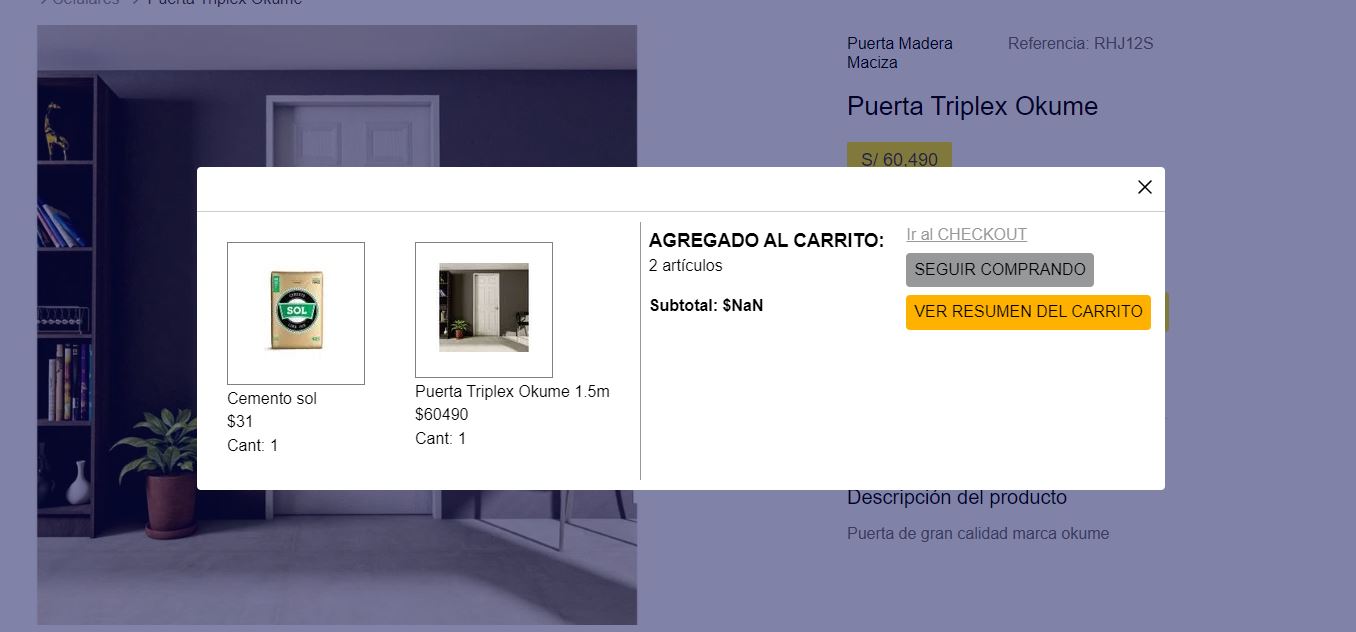 Celulares > Puerta Triplex Okume
Puerta Madera
Maciza
Referencia: RHJ12S
Puerta Triplex Okume
S/ 60,490
AGREGADO AL CARRITO:
2 artículos
Subtotal: $NaN
Ir al CHECKOUT
SEGUIR COMPRANDO
VER RESUMEN DEL CARRITO
CEMENTO
SOL
Cemento sol
$31
Cant: 1
Puerta Triplex Okume 1.5m
$60490
Cant: 1
Descripción del producto
Puerta de gran calidad marca okume